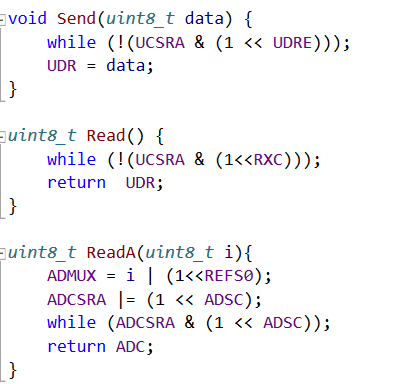 void Send(uint8_t data) {
    while (!(UCSRA & (1 << UDRE)));
    UDR = data;
}
uint8_t Read() {
    while (!(UCSRA & (1<<RXC)));
    return  UDR;
}
uint8_t ReadA(uint8_t i){
    ADMUX = i | (1<<REFS0);
    ADCSRA |= (1 << ADSC);
    while (ADCSRA & (1 << ADSC));
    return ADC;
}